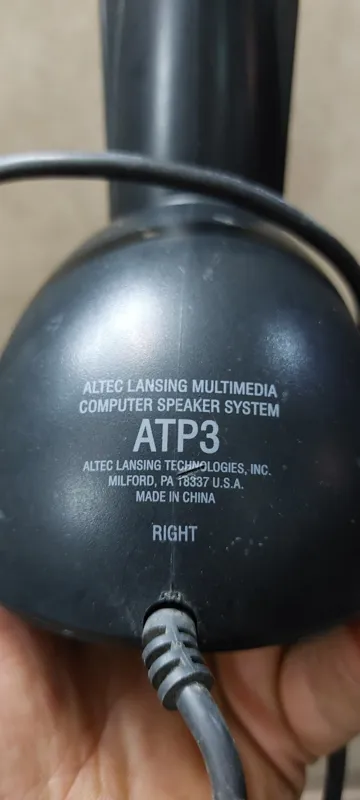 ALTEC LANSING MULTIMEDIA
COMPUTER SPEAKER SYSTEM
ATP3
ALTEC LANSING TECHNOLOGIES, INC.
MILFORD, PA 18337 U.S.A.
MADE IN CHINA
RIGHT